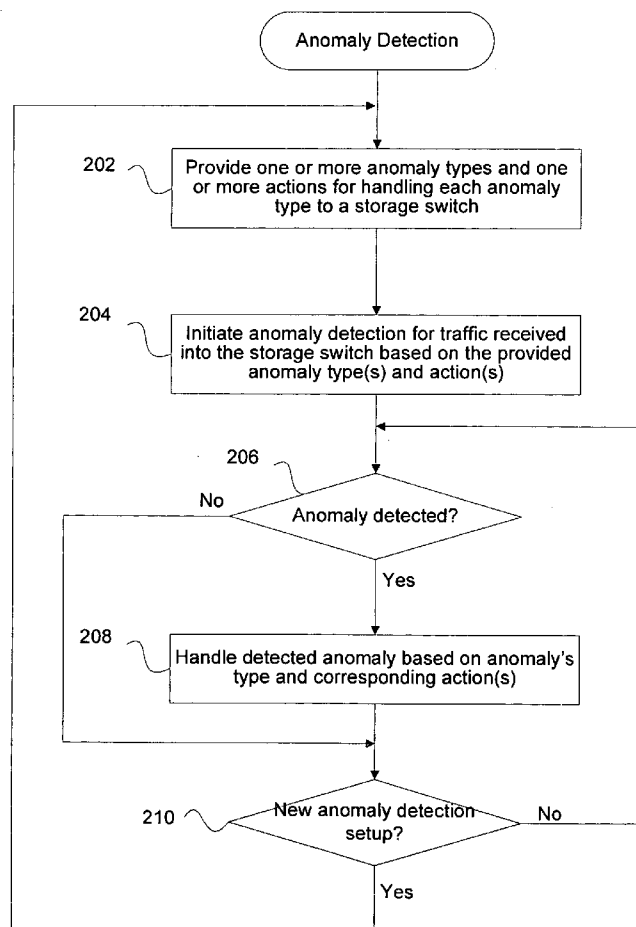 Anomaly Detection
202
Provide one or more anomaly types and one
or more actions for handling each anomaly
type to a storage switch
204
Initiate anomaly detection for traffic received
into the storage switch based on the provided
anomaly type(s) and action(s)
206
No
Anomaly detected?
Yes
208
Handle detected anomaly based on anomaly's
type and corresponding action(s)
210
New anomaly detection
setup?
No
Yes